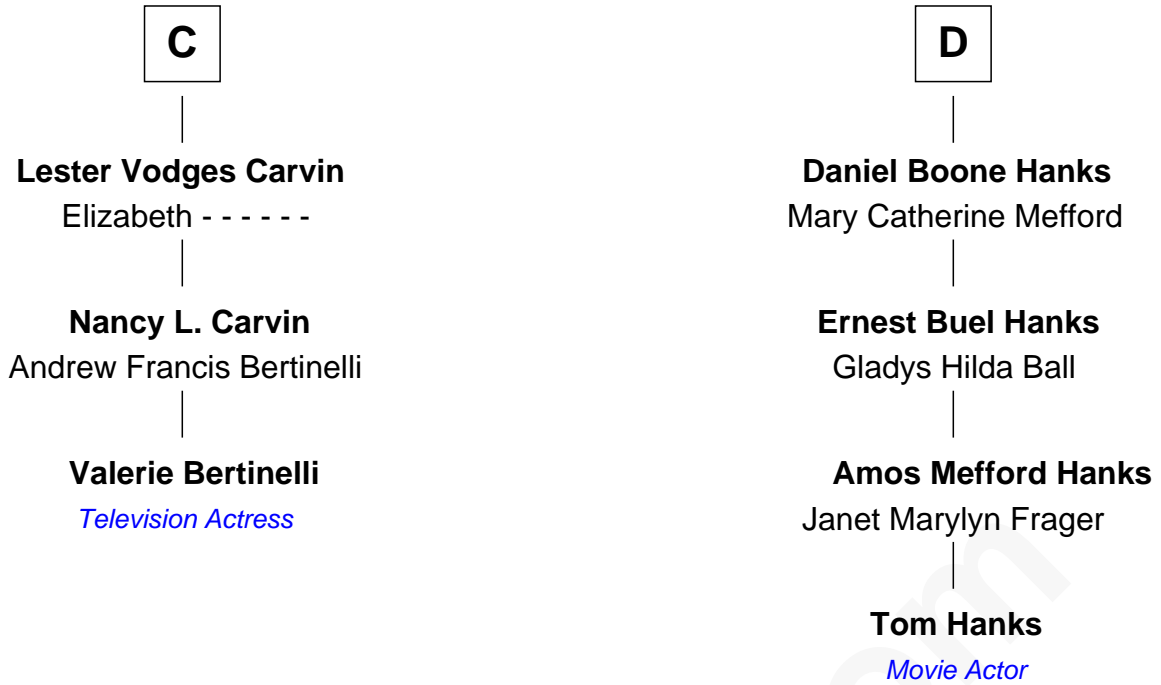 C
Lester Vodges Carvin
Elizabeth - - - - - -
Nancy L. Carvin
Andrew Francis Bertinelli
Valerie Bertinelli
Television Actress
D
Daniel Boone Hanks
Mary Catherine Mefford
Ernest Buel Hanks
Gladys Hilda Ball
Amos Mefford Hanks
Janet Marylyn Frager
Tom Hanks
Movie Actor
om